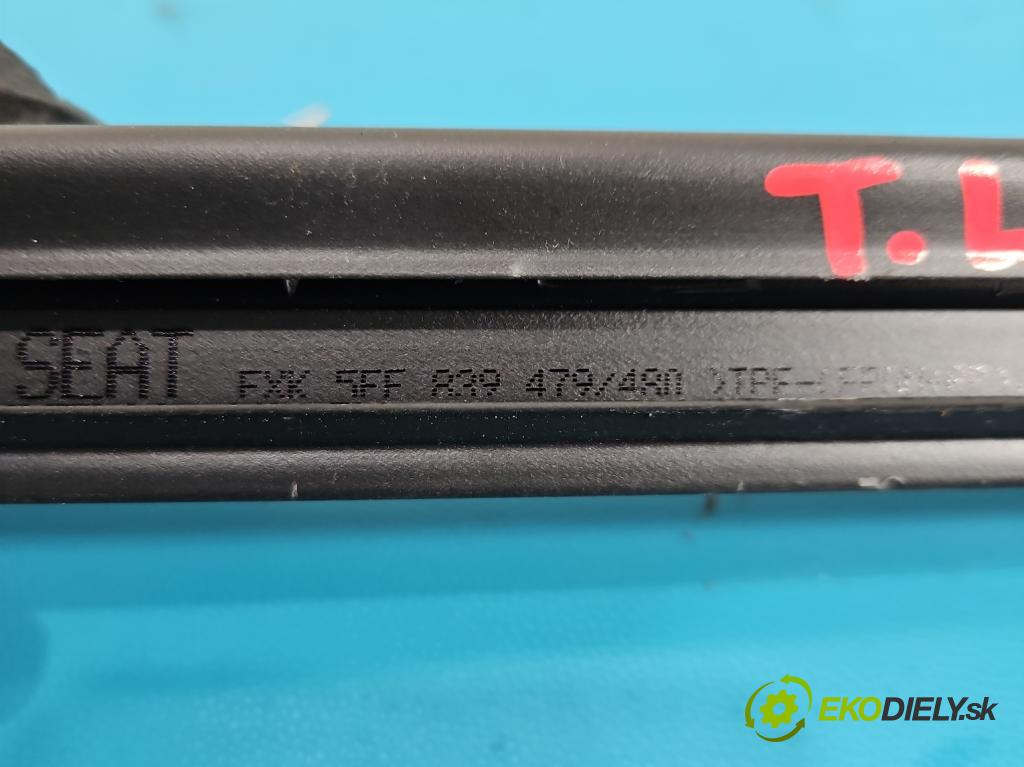 T.L
SEAT FXK 5FF 839 479/480
EKODIELY.sk